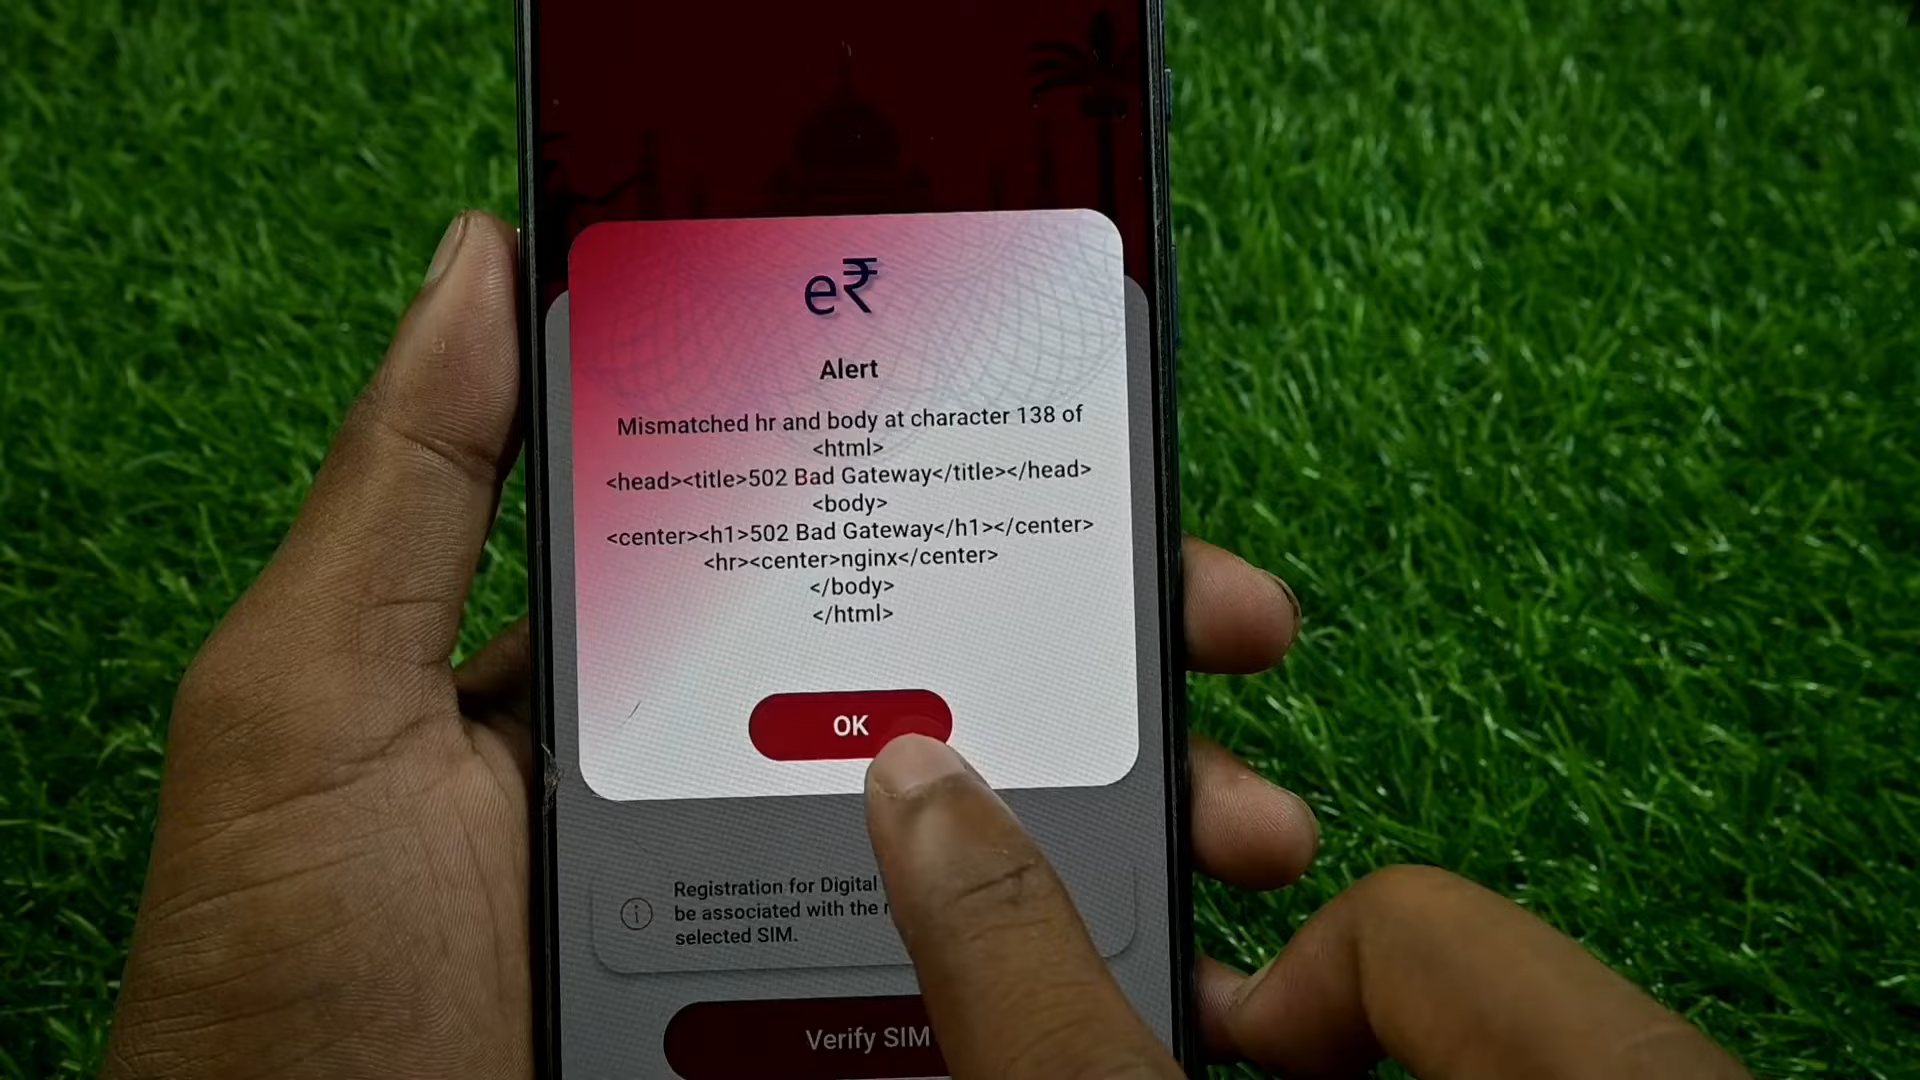 e₹
Alert
Mismatched hr and body at character 138 of
<html>
<head><title>502 Bad Gateway</title></head>
<body>
<center><h1>502 Bad Gateway</h1></center>
<hr><center>nginx</center>
</body>
</html>
OK
Registration for Digital
be associated with the
selected SIM.
Verify SIM